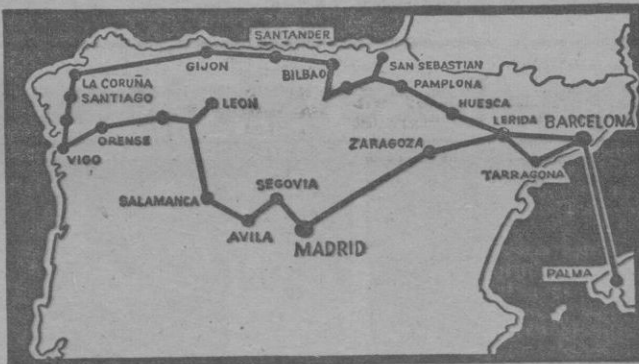 SANTANDER
GIJON
BILBAO
SAN SEBASTIAN
PAMPLONA
LA CORUÑA
SANTIAGO
LEON
HUESCA
LERIDA
BARCELONA
ORENSE
VIGO
ZARAGOZA
TARRAGONA
SALAMANCA
SEGOVIA
AVILA
MADRID
PALMA